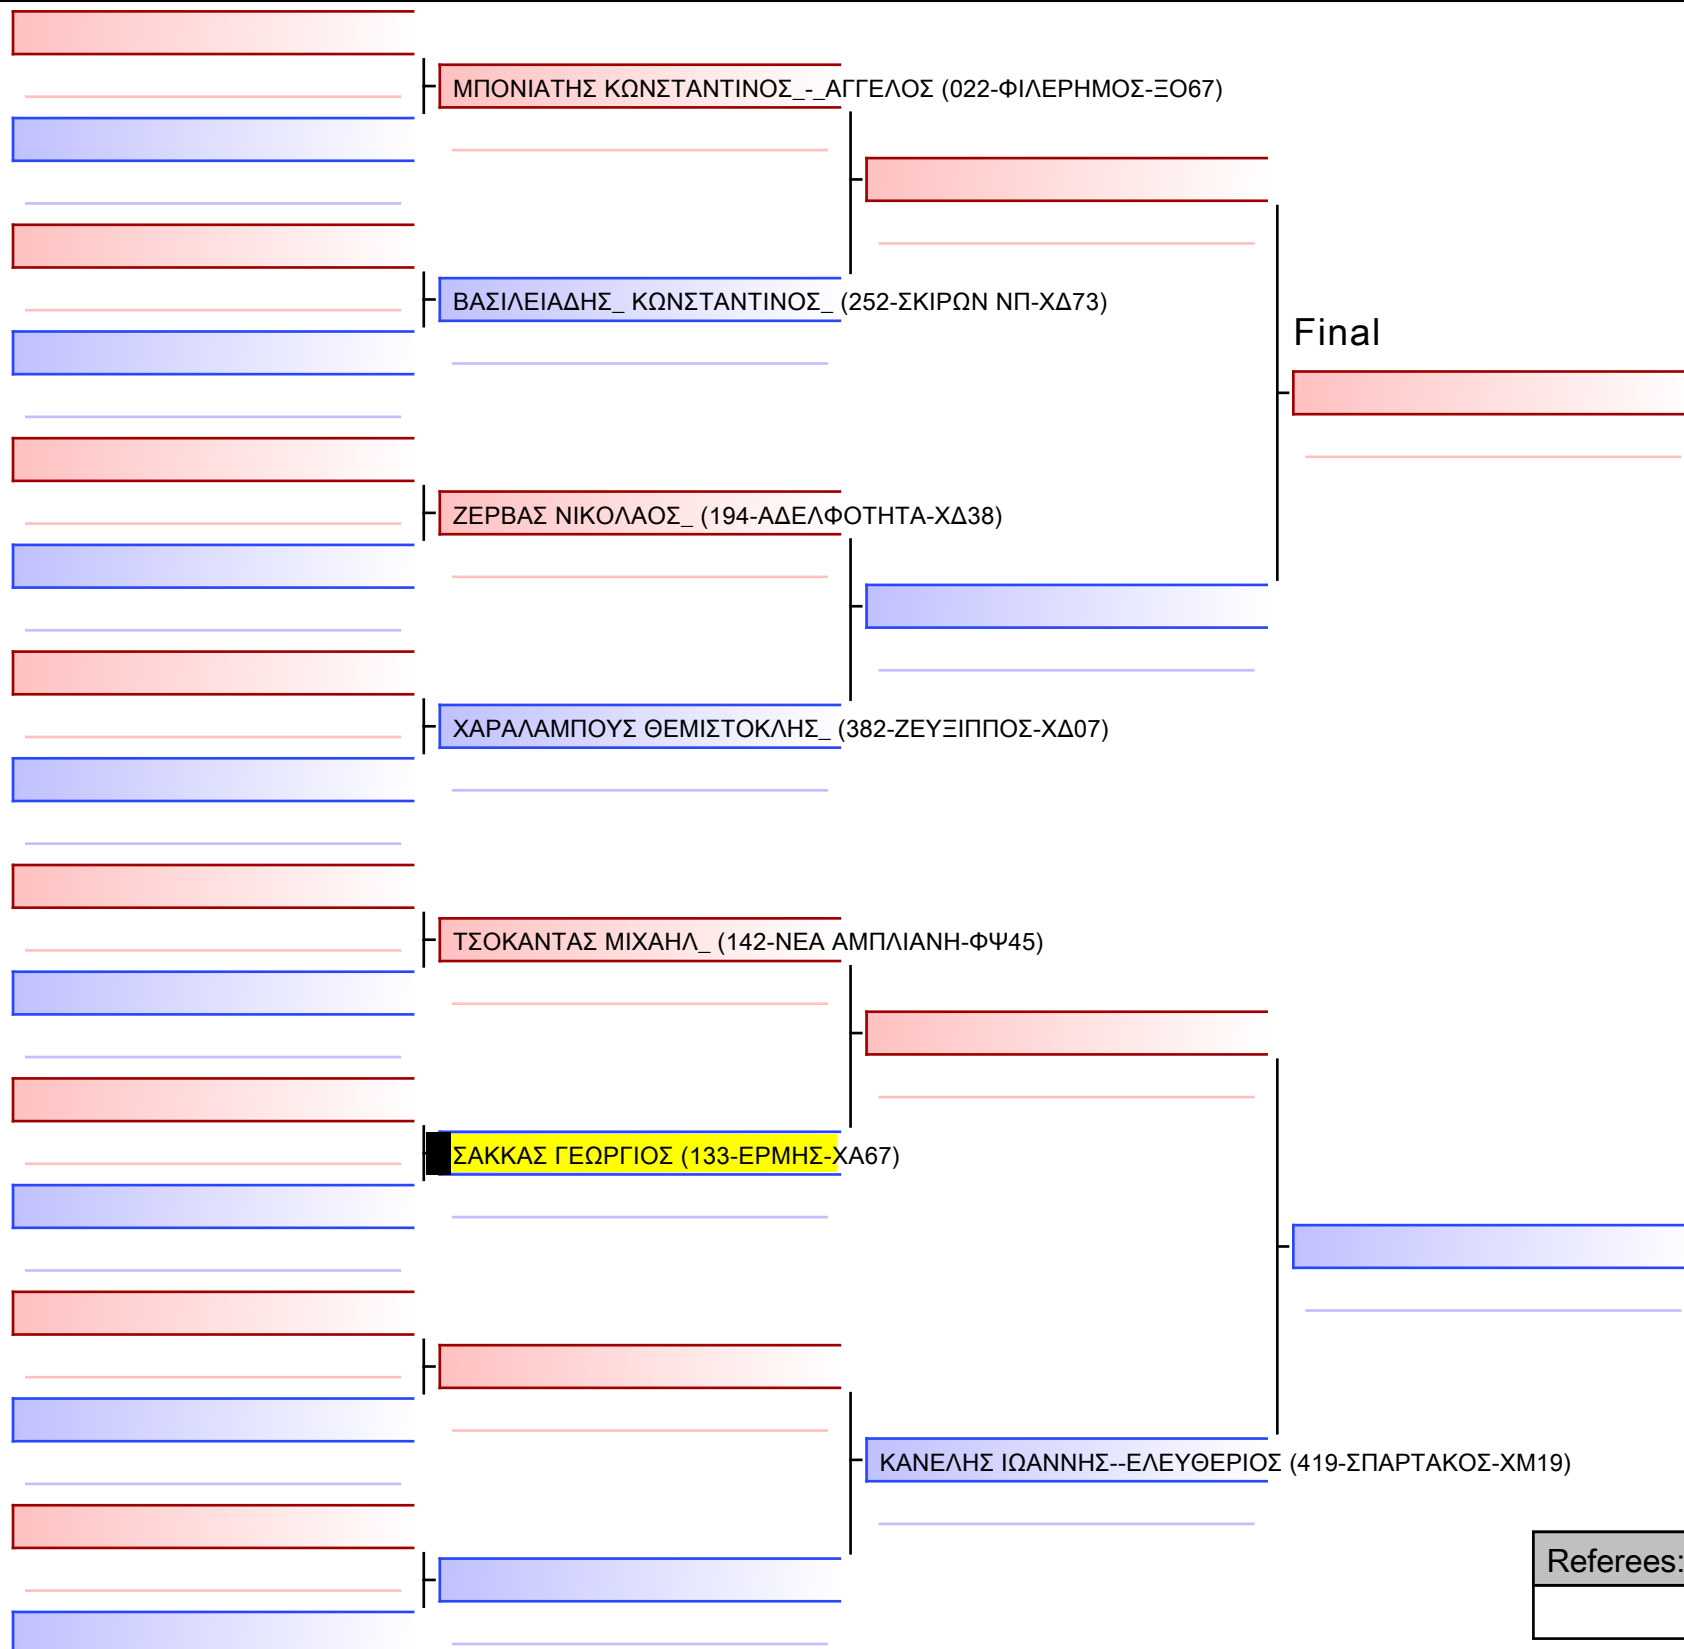 ΜΠΟΝΙΑΤΗΣ ΚΩΝΣΤΑΝΤΙΝΟΣ_-_ΑΓΓΕΛΟΣ (022-ΦΙΛΕΡΗΜΟΣ-ΞΟ67)
ΒΑΣΙΛΕΙΑΔΗΣ_ ΚΩΝΣΤΑΝΤΙΝΟΣ_ (252-ΣΚΙΡΩΝ ΝΠ-ΧΔ73)
Final
ΖΕΡΒΑΣ ΝΙΚΟΛΑΟΣ_ (194-ΑΔΕΛΦΟΤΗΤΑ-ΧΔ38)
ΧΑΡΑΛΑΜΠΟΥΣ ΘΕΜΙΣΤΟΚΛΗΣ_ (382-ΖΕΥΞΙΠΠΟΣ-ΧΔ07)
ΤΣΟΚΑΝΤΑΣ ΜΙΧΑΗΛ_ (142-ΝΕΑ ΑΜΠΛΙΑΝΗ-ΦΨ45)
ΣΑΚΚΑΣ ΓΕΩΡΓΙΟΣ (133-ΕΡΜΗΣ-ΧΑ67)
ΚΑΝΕΛΗΣ ΙΩΑΝΝΗΣ--ΕΛΕΥΘΕΡΙΟΣ (419-ΣΠΑΡΤΑΚΟΣ-ΧΜ19)
Referees: